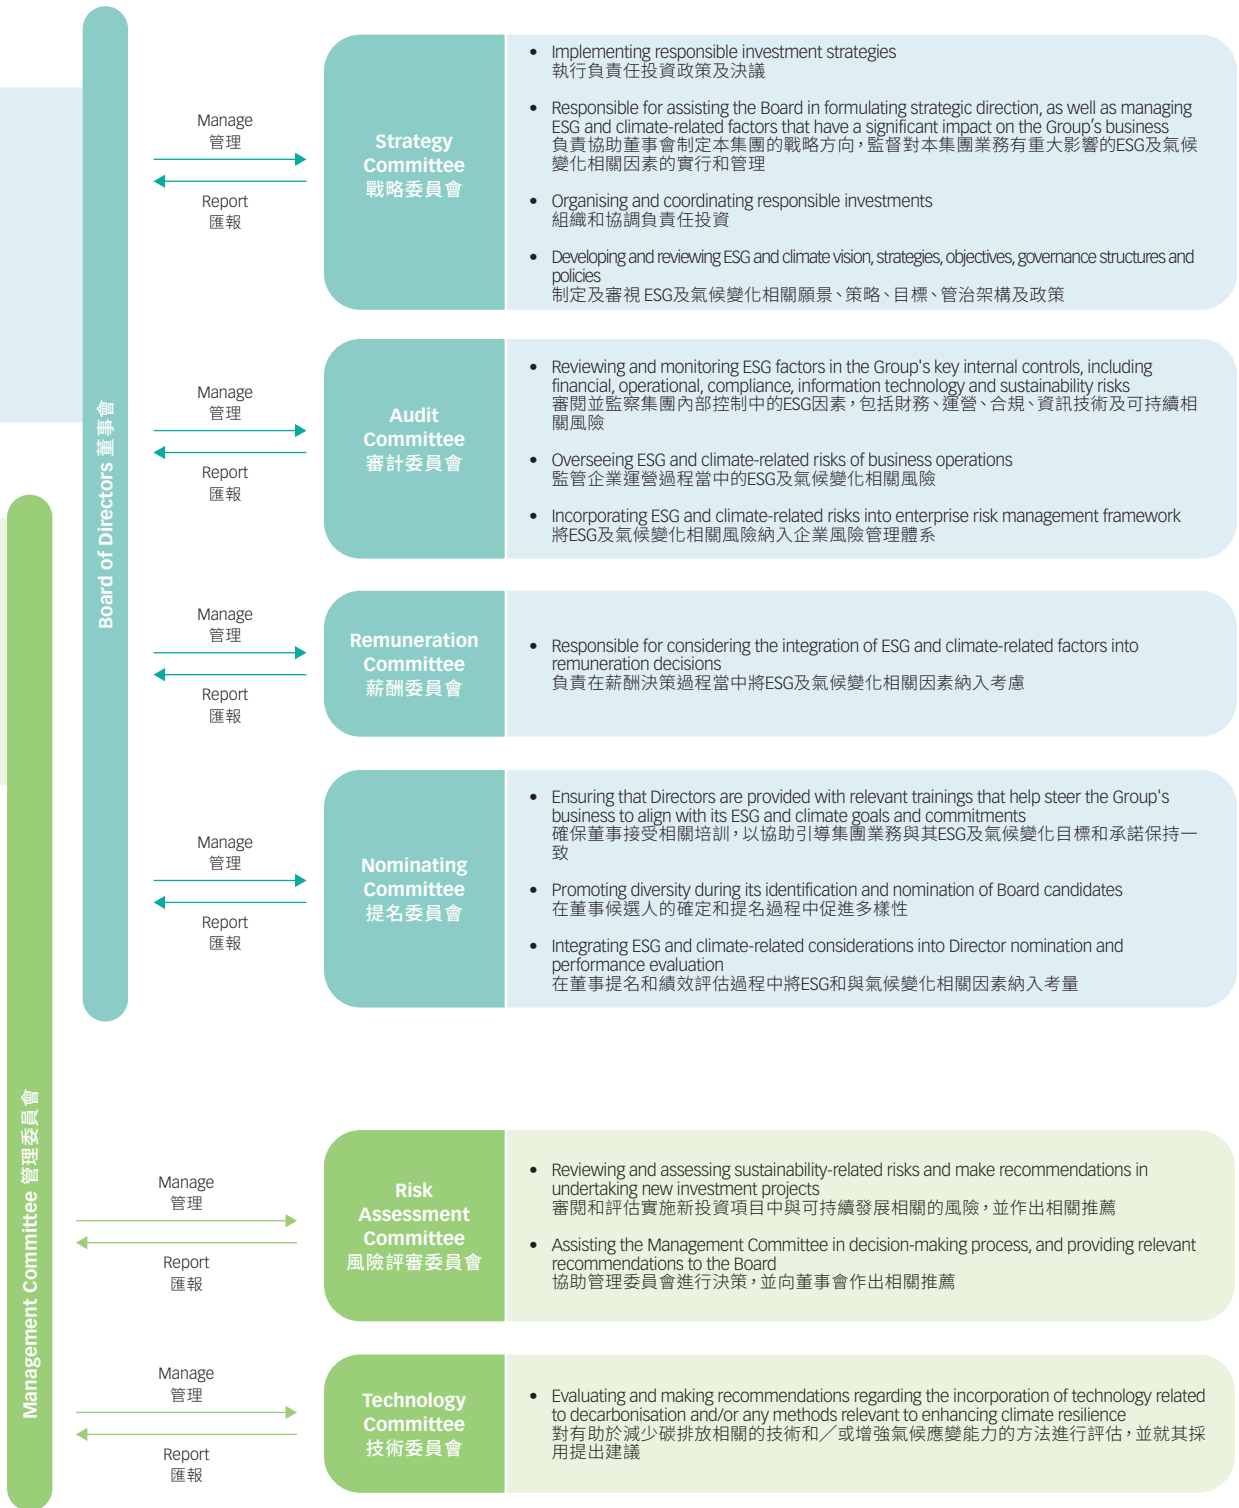 Board of Directors 董事會
Manage
管理
Report
匯報
Strategy
Committee
戰略委員會
• Implementing responsible investment strategies
執行負責任投資政策及決議
• Responsible for assisting the Board in formulating strategic direction, as well as managing
ESG and climate-related factors that have a significant impact on the Group's business
負責協助董事會制定本集團的戰略方向，監督對本集團業務有重大影響的ESG及氣候
變化相關因素的實行和管理
• Organising and coordinating responsible investments
組織和協調負責任投資
• Developing and reviewing ESG and climate vision, strategies, objectives, governance structures and
policies
制定及審視 ESG及氣候變化相關願景、策略、目標、管治架構及政策
Manage
管理
Report
匯報
Audit
Committee
審計委員會
• Reviewing and monitoring ESG factors in the Group's key internal controls, including
financial, operational, compliance, information technology and sustainability risks
審閱並監察集團內部控制中的ESG因素，包括財務、運營、合規、資訊技術及可持續相
關風險
• Overseeing ESG and climate-related risks of business operations
監管企業運營過程當中的ESG及氣候變化相關風險
• Incorporating ESG and climate-related risks into enterprise risk management framework
將ESG及氣候變化相關風險納入企業風險管理體系
Manage
管理
Report
匯報
Remuneration
Committee
薪酬委員會
• Responsible for considering the integration of ESG and climate-related factors into
remuneration decisions
負責在薪酬決策過程當中將ESG及氣候變化相關因素納入考慮
Manage
管理
Report
匯報
Nominating
Committee
提名委員會
• Ensuring that Directors are provided with relevant trainings that help steer the Group's
business to align with its ESG and climate goals and commitments
確保董事接受相關培訓，以協助引導集團業務與其ESG及氣候變化目標和承諾保持一
致
• Promoting diversity during its identification and nomination of Board candidates
在董事候選人的確定和提名過程中促進多樣性
• Integrating ESG and climate-related considerations into Director nomination and
performance evaluation
在董事提名和績效評估過程中將ESG和與氣候變化相關因素納入考量
Management Committee 管理委員會
Manage
管理
Report
匯報
Risk
Assessment
Committee
風險評審委員會
• Reviewing and assessing sustainability-related risks and make recommendations in
undertaking new investment projects
審閱和評估實施新投資項目中與可持續發展相關的風險，並作出相關推薦
• Assisting the Management Committee in decision-making process, and providing relevant
recommendations to the Board
協助管理委員會進行決策，並向董事會作出相關推薦
Manage
管理
Report
匯報
Technology
Committee
技術委員會
• Evaluating and making recommendations regarding the incorporation of technology related
to decarbonisation and/or any methods relevant to enhancing climate resilience
對有助於減少碳排放相關的技術和／或增強氣候應變能力的方法進行評估，並就其採
用提出建議